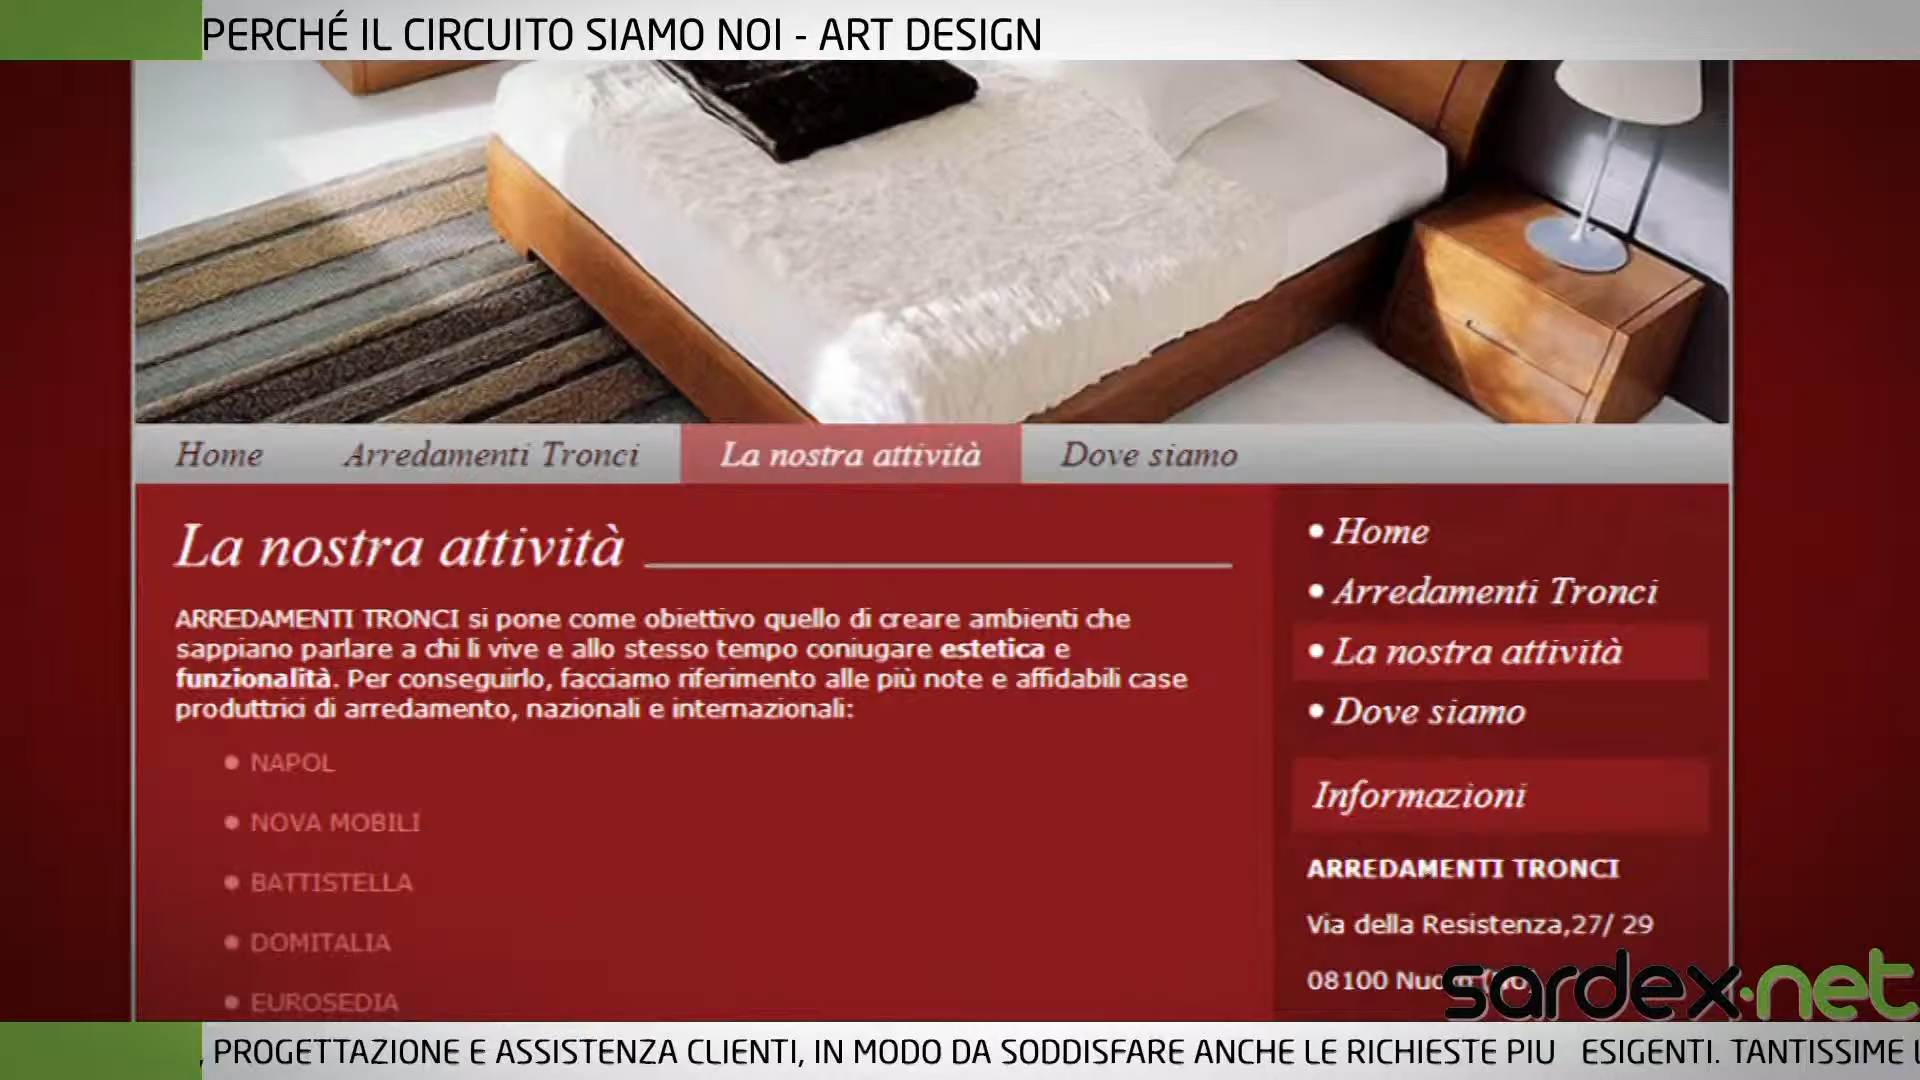 PERCHÉ IL CIRCUITO SIAMO NOI - ART DESIGN
Home Arredamenti Tronci La nostra attività Dove siamo
La nostra attività
ARREDAMENTI TRONCI si pone come obiettivo quello di creare ambienti che
sappiano parlare a chi li vive e allo stesso tempo coniugare estetica e
funzionalità. Per conseguirlo, facciamo riferimento alle più note e affidabili case
produttrici di arredamento, nazionali e internazionali:
• NAPOL
• NOVA MOBILI
• BATTISTELLA
• DOMITALIA
• EUROSEDIA
• Home
• Arredamenti Tronci
• La nostra attività
• Dove siamo
Informazioni
ARREDAMENTI TRONCI
Via della Resistenza,27/ 29
08100
sardex.net
, PROGETTAZIONE E ASSISTENZA CLIENTI, IN MODO DA SODDISFARE ANCHE LE RICHIESTE PIU ESIGENTI. TANTISSIME